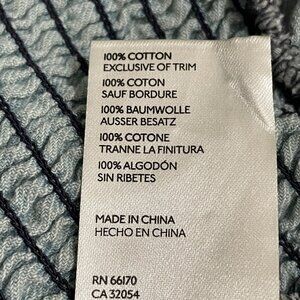 100% COTTON
EXCLUSIVE OF TRIM
100% COTON
SAUF BORDURE
100% BAUMWOLLE
AUSSER BESATZ
100% COTONE
TRANNE LA FINITURA
100% ALGODÓN
SIN RIBETES
MADE IN CHINA
HECHO EN CHINA
RN 66170
CA 32054